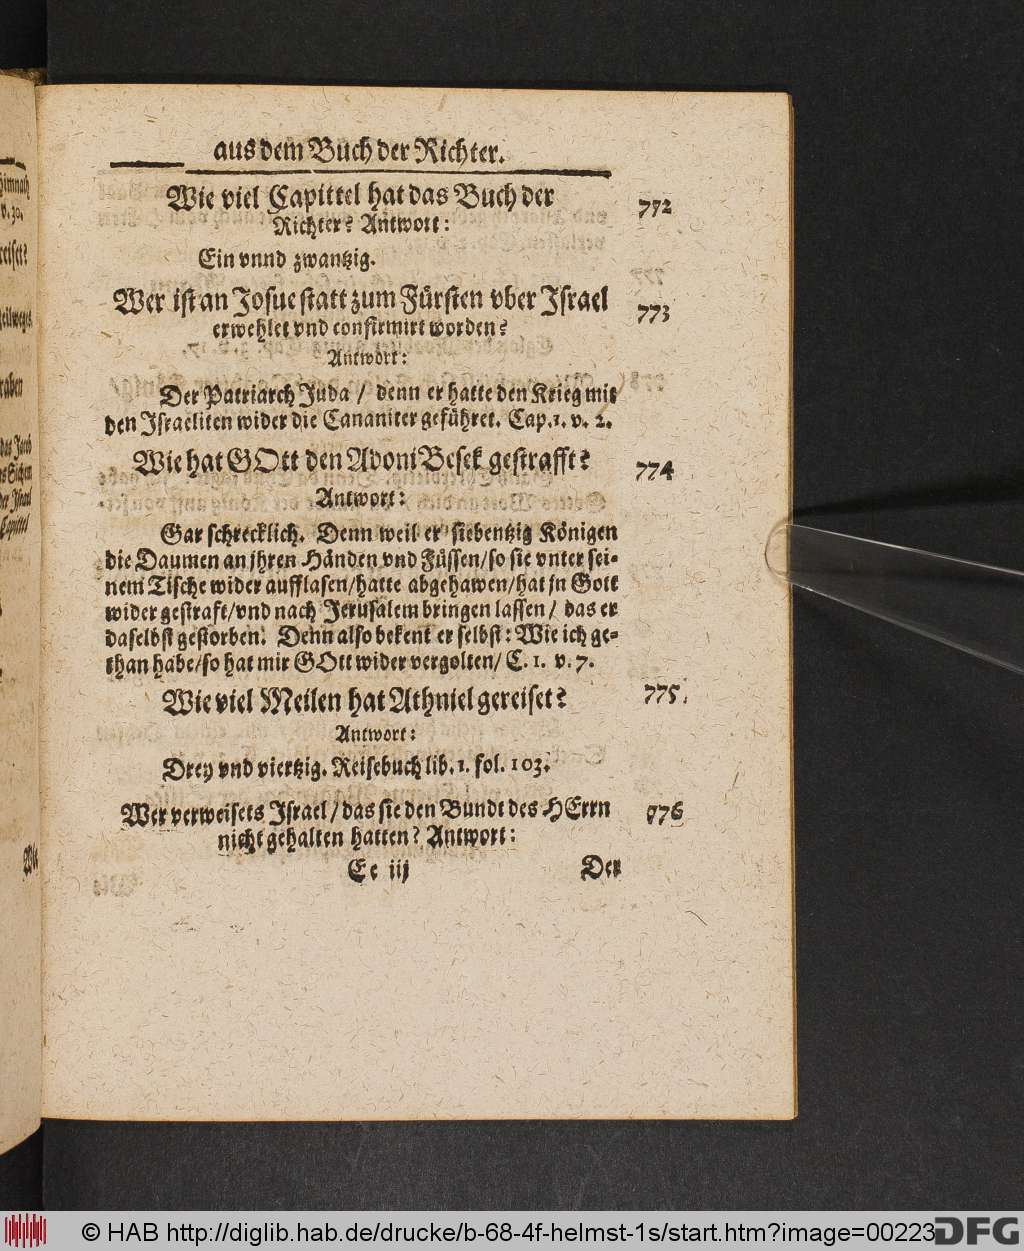 aus dem Buch der Richter.
Wie viel Capittel hat das Buch der 772
Richter? Antwort:
Ein vnnd zwantzig.
Wer ist an Josue statt zum Fürsten vber Israel 773
erwehlet vnd confirmirt worden?
Antwort:
Der Patriarch Juda / denn er hatte den Krieg mit
den Israeliten wider die Cananiter geführet. Cap. 1. v. 2.
Wie hat GOtt den Adoni Besek gestrafft? 774
Antwort:
Gar schrecklich. Denn weil er siebentzig Königen
die Daumen an jhren Händen vnd Füssen/so sie vnter sei-
nem Tische wider aufflasen/hatte abgehawen/hat jn Gott
wider gestraft/vnd nach Jerusalem bringen lassen / das er
daselbst gestorben. Denn also bekent er selbst: Wie ich ge-
than habe/so hat mir GOtt wider vergolten/ C. 1. v. 7.
Wie viel Meilen hat Athniel gereiset? 775.
Antwort:
Drey vnd viertzig. Reisebuch lib. 1. fol. 103.
Wer verweisets Israel / das sie den Bundt des HErrn 976
nicht gehalten hatten? Antwort:
Ee iij Der
© HAB http://diglib.hab.de/drucke/b-68-4f-helmst-1s/start.htm?image=00223
DFG